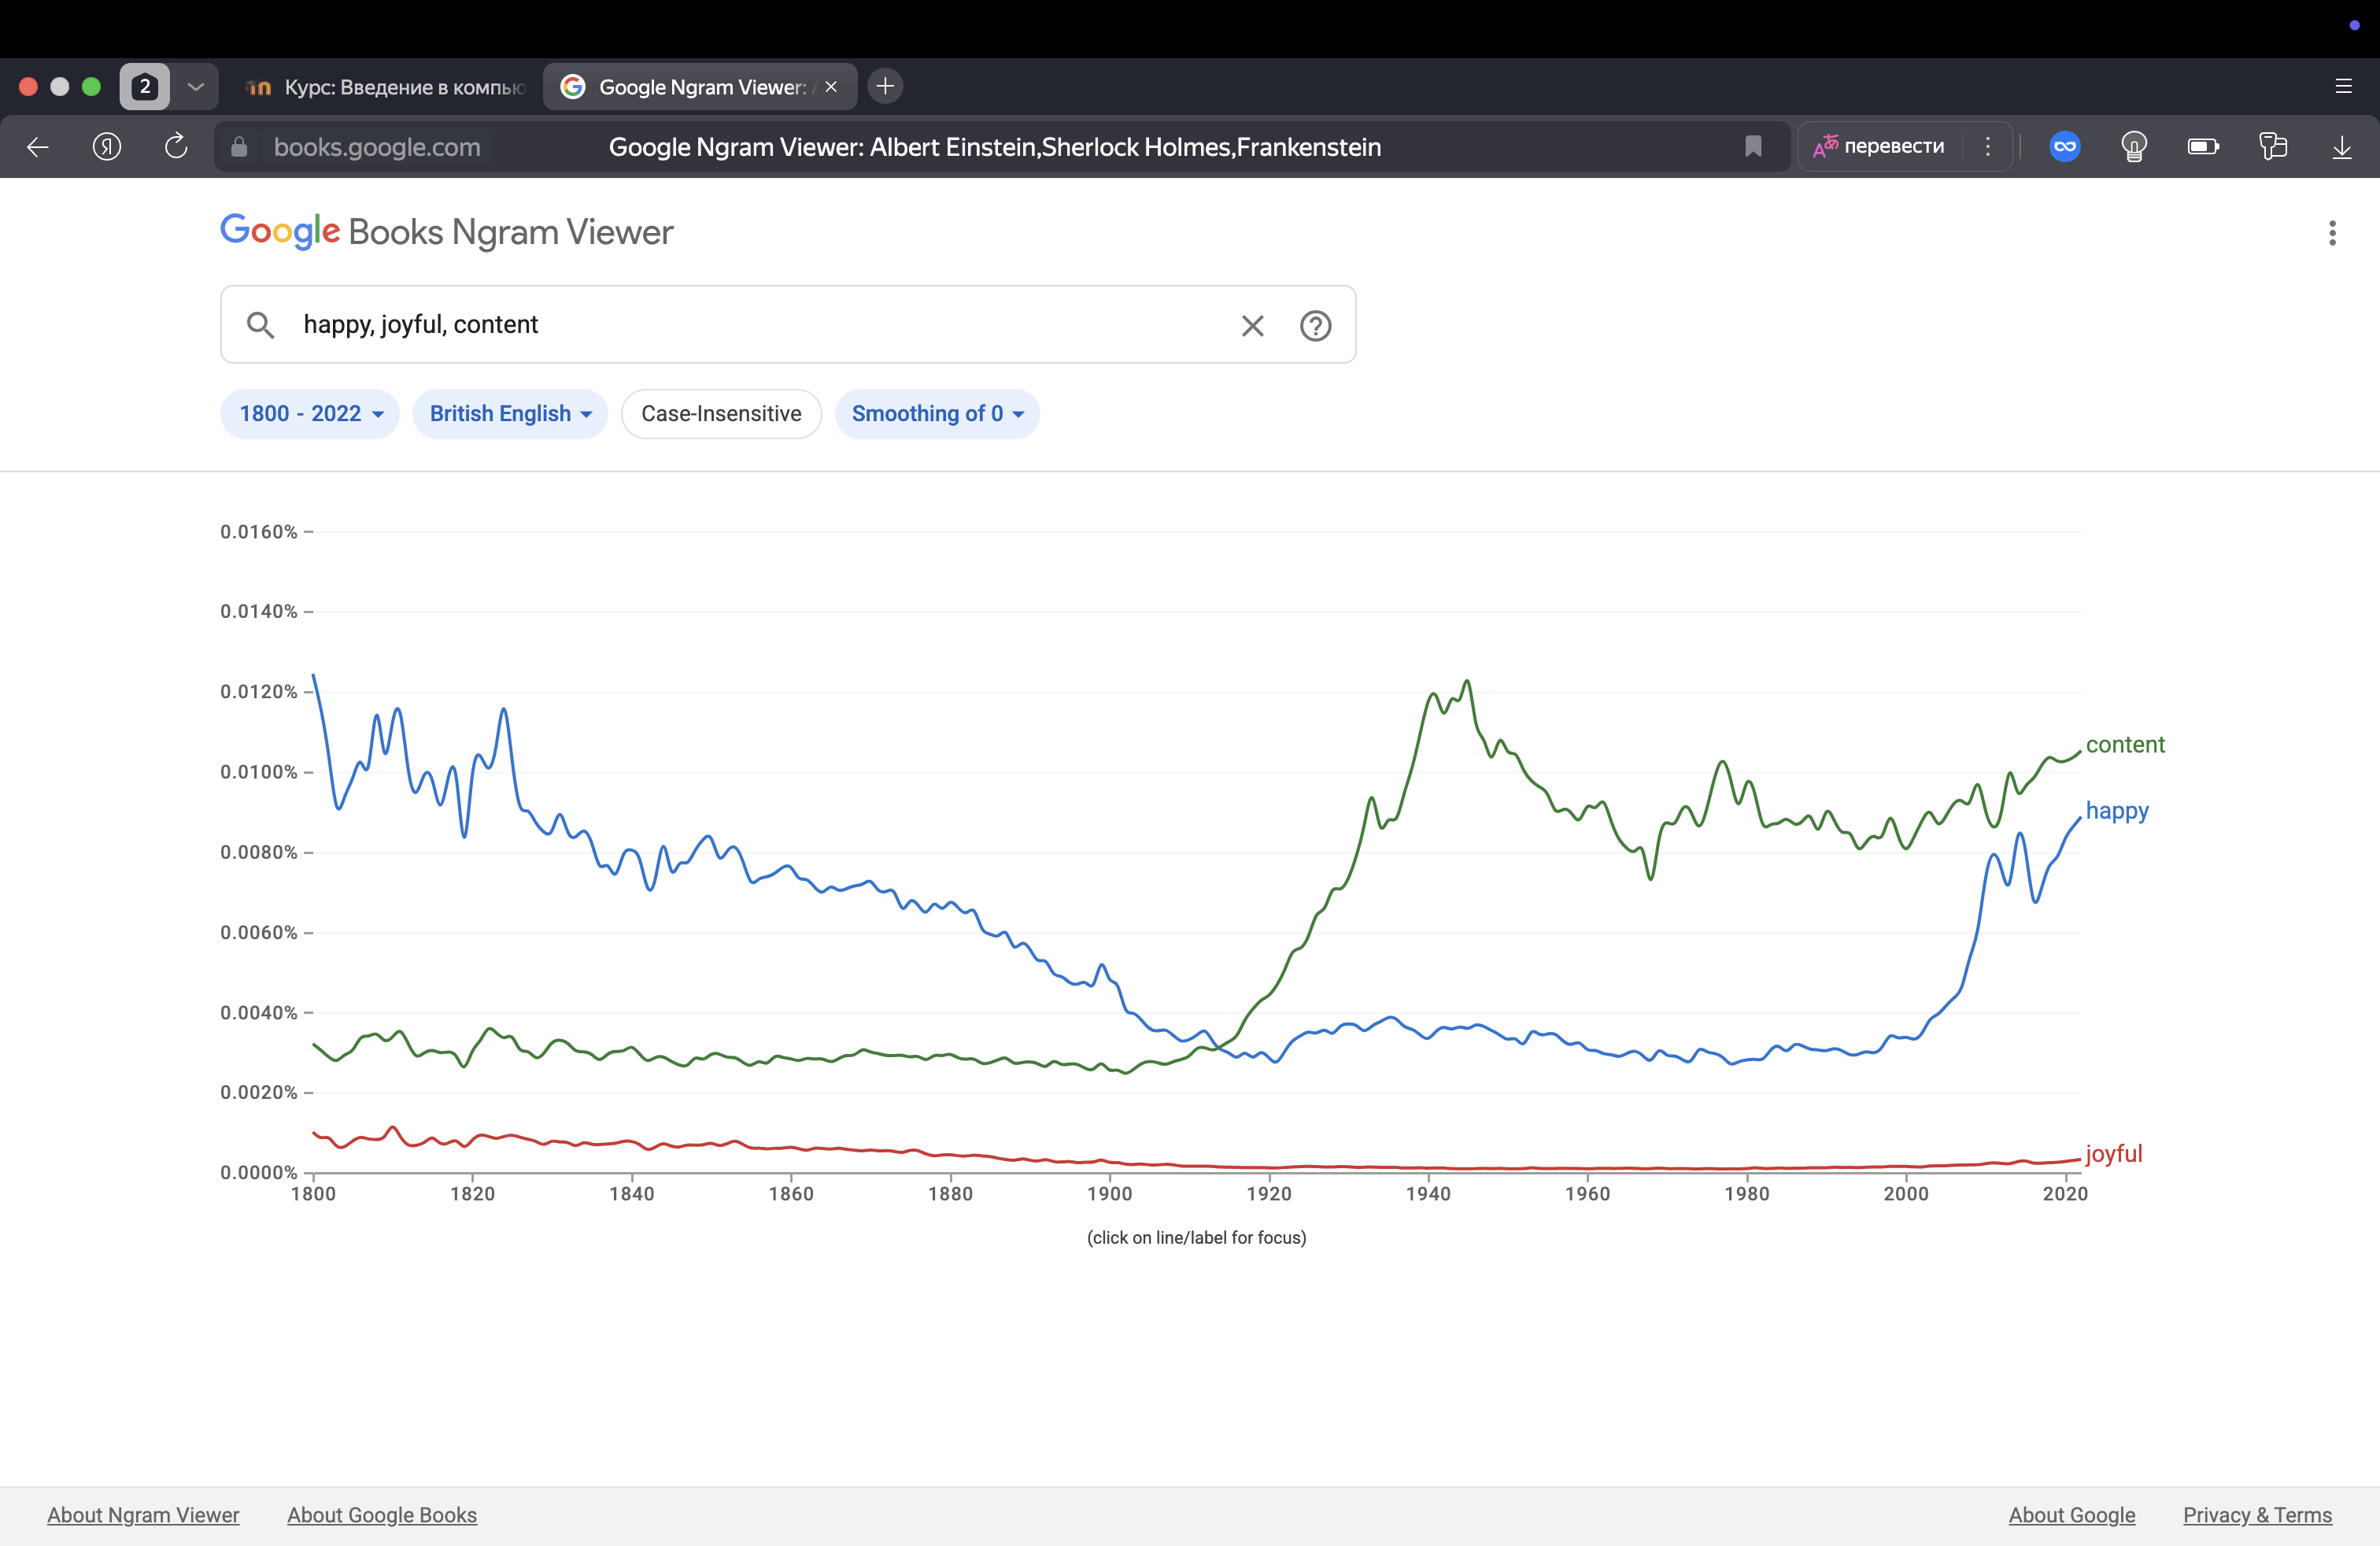 2
Курс: Введение в компью
Google Ngram Viewer:
books.google.com
Google Ngram Viewer: Albert Einstein,Sherlock Holmes,Frankenstein
перевести
Google Books Ngram Viewer
happy, joyful, content
1800 - 2022
British English
Case-Insensitive
Smoothing of 0
0.0160%
0.0140%
0.0120%
0.0100%
0.0080%
0.0060%
0.0040%
0.0020%
0.0000%
content
happy
joyful
1800 1820 1840 1860 1880 1900 1920 1940 1960 1980 2000 2020
(click on line/label for focus)
About Ngram Viewer About Google Books About Google Privacy & Terms